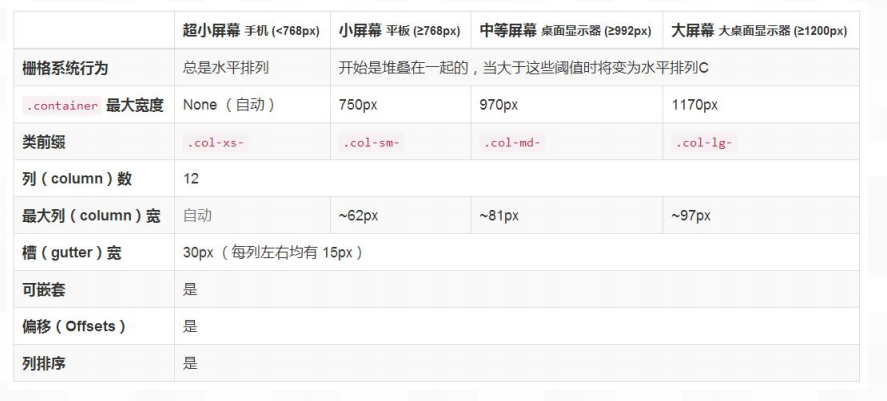 超小屏幕 手机 (<768px) 小屏幕 平板 (≥768px) 中等屏幕 桌面显示器 (≥992px) 大屏幕 大桌面显示器 (≥1200px)
栅格系统行为 总是水平排列 开始是堆叠在一起的，当大于这些阈值时将变为水平排列C
.container 最大宽度 None （自动） 750px 970px 1170px
类前缀 .col-xs- .col-sm- .col-md- .col-lg-
列（column）数 12
最大列（column）宽 自动 ~62px ~81px ~97px
槽（gutter）宽 30px （每列左右均有 15px）
可嵌套 是
偏移（Offsets） 是
列排序 是